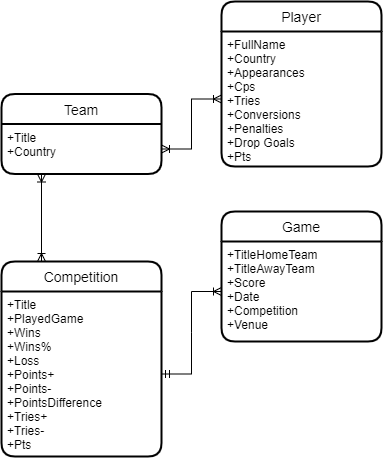 Player
+FullName
+Country
+Appearances
+Cps
+Tries
+Conversions
+Penalties
+Drop Goals
+Pts
Team
+Title
+Country
Game
+TitleHomeTeam
+TitleAwayTeam
+Score
+Date
+Competition
+Venue
Competition
+Title
+PlayedGame
+Wins
+Wins%
+Loss
+Points+
+Points-
+PointsDifference
+Tries+
+Tries-
+Pts